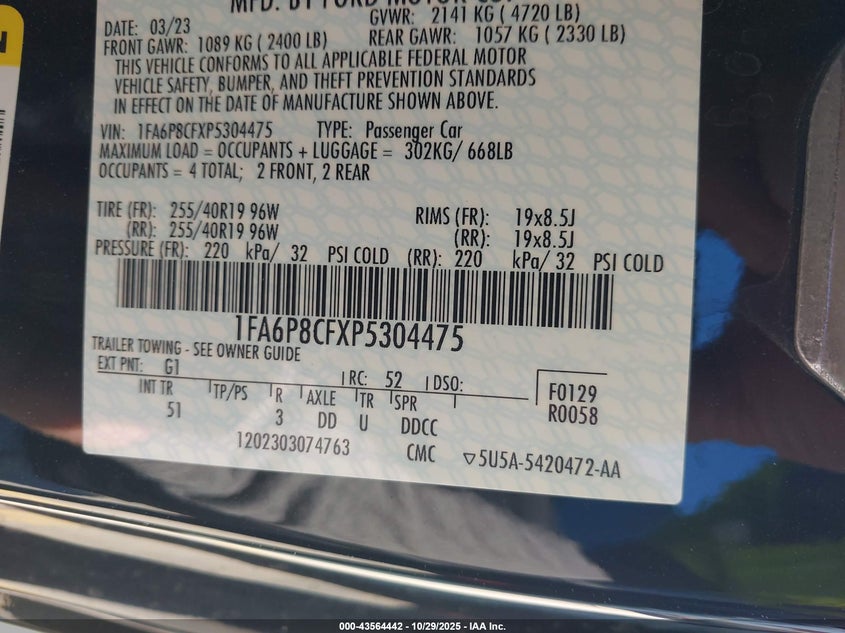 MFD. BY FORD MOTOR CO.
DATE: 03/23 GVWR: 2141 KG ( 4720 LB)
FRONT GAWR: 1089 KG ( 2400 LB) REAR GAWR: 1057 KG ( 2330 LB)
THIS VEHICLE CONFORMS TO ALL APPLICABLE FEDERAL MOTOR
VEHICLE SAFETY, BUMPER, AND THEFT PREVENTION STANDARDS
IN EFFECT ON THE DATE OF MANUFACTURE SHOWN ABOVE.
VIN: 1FA6P8CFXP5304475 TYPE: Passenger Car
MAXIMUM LOAD = OCCUPANTS + LUGGAGE = 302KG/ 668LB
OCCUPANTS = 4 TOTAL; 2 FRONT, 2 REAR
TIRE (FR): 255/40R19 96W RIMS (FR): 19x8.5J
(RR): 255/40R19 96W (RR): 19x8.5J
PRESSURE (FR): 220 kPa/ 32 PSI COLD (RR): 220 kPa/ 32 PSI COLD
1FA6P8CFXP5304475
TRAILER TOWING - SEE OWNER GUIDE
EXT PNT: G1 RC: 52 DSO:
INT TR TP/PS R AXLE TR SPR F0129
51 3 DD U DDCC R0058
1202303074763 CMC ▽5U5A-5420472-AA
000-43564442 | 10/29/2025 - IAA Inc.